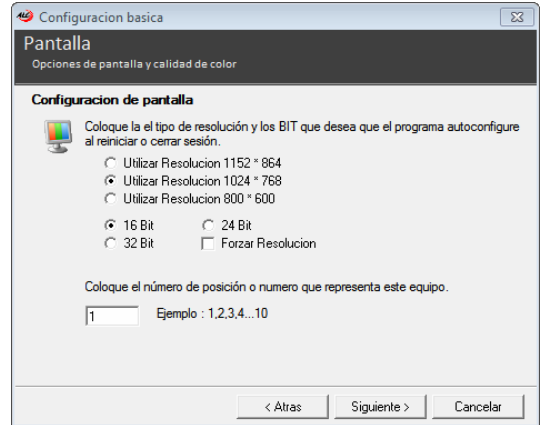 ALC Configuracion basica
Pantalla
Opciones de pantalla y calidad de color
Configuracion de pantalla
Coloque la el tipo de resolución y los BIT que desea que el programa autoconfigure
al reiniciar o cerrar sesión.
Utilizar Resolucion 1152 * 864
Utilizar Resolucion 1024 * 768
Utilizar Resolucion 800 * 600
16 Bit 24 Bit
32 Bit Forzar Resolucion
Coloque el número de posición o numero que representa este equipo.
1 Ejemplo : 1,2,3,4...10
< Atras Siguiente > Cancelar